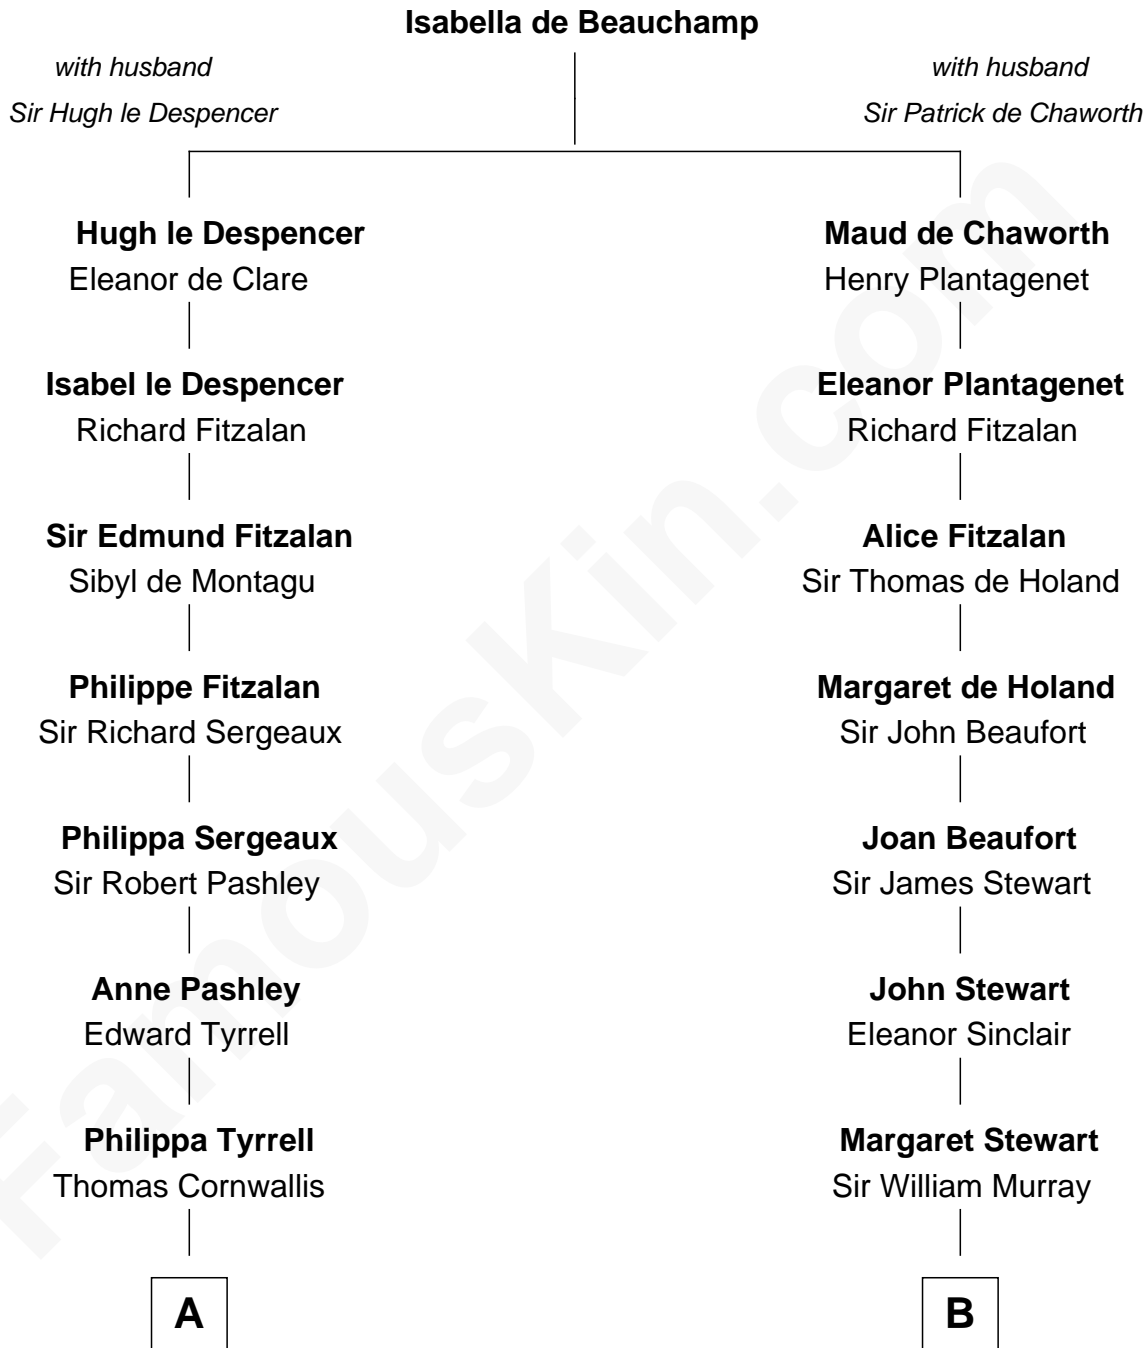 Isabella de Beauchamp
with husband
Sir Hugh le Despencer
with husband
Sir Patrick de Chaworth
Hugh le Despencer
Eleanor de Clare
Maud de Chaworth
Henry Plantagenet
Isabel le Despencer
Richard Fitzalan
Eleanor Plantagenet
Richard Fitzalan
Sir Edmund Fitzalan
Sibyl de Montagu
Alice Fitzalan
Sir Thomas de Holand
Philippe Fitzalan
Sir Richard Sergeaux
Margaret de Holand
Sir John Beaufort
Philippa Sergeaux
Sir Robert Pashley
Joan Beaufort
Sir James Stewart
Anne Pashley
Edward Tyrrell
John Stewart
Eleanor Sinclair
Philippa Tyrrell
Thomas Cornwallis
Margaret Stewart
Sir William Murray
A
B
FamousKin.com